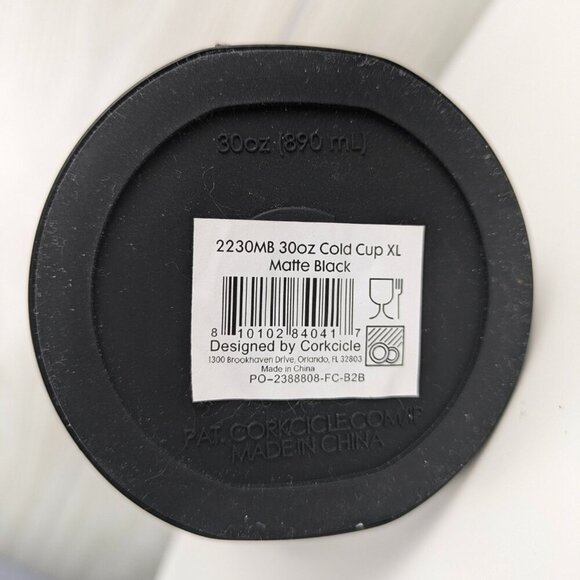 30oz (890 mL)
2230MB 30oz Cold Cup XL
Matte Black
8 10102 84041 7
Designed by Corkcicle
1300 Brookhaven Drive, Orlando, FL 32803
Made in China
PO-2388808-FC-B2B
PAT. CORKCICLE.COM/IP
MADE IN CHINA